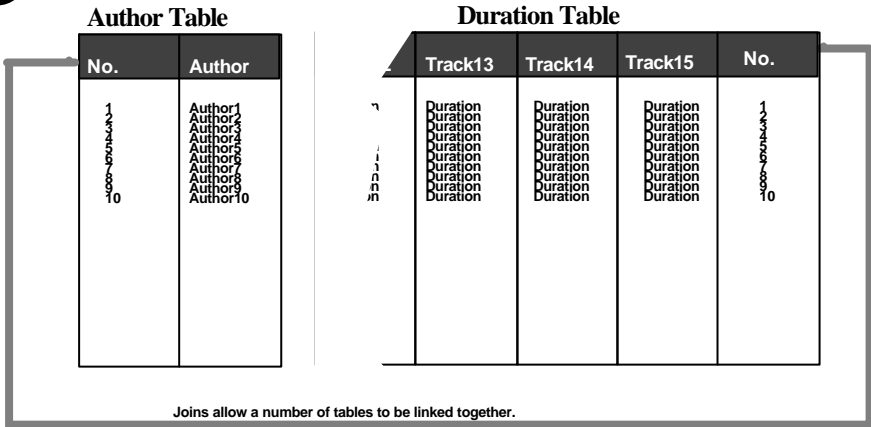 Author Table Duration Table
No. Author Track13 Track14 Track15 No.
1 Author1 Duration Duration Duration 1
2 Author2 Duration Duration Duration 2
3 Author3 Duration Duration Duration 3
4 Author4 Duration Duration Duration 4
5 Author5 Duration Duration Duration 5
6 Author6 Duration Duration Duration 6
7 Author7 Duration Duration Duration 7
8 Author8 Duration Duration Duration 8
9 Author9 Duration Duration Duration 9
10 Author10 Duration Duration Duration 10
Joins allow a number of tables to be linked together.